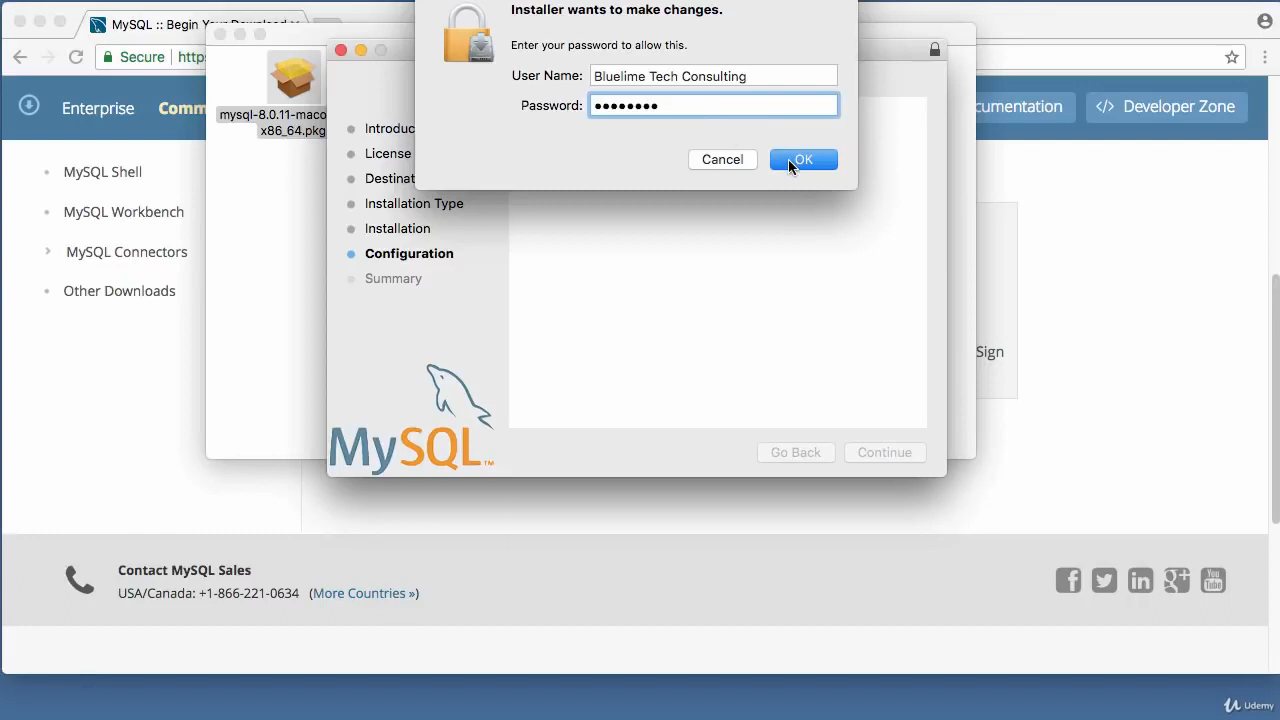 MySQL :: Begin Your Download
Installer wants to make changes.
Enter your password to allow this.
User Name: Bluelime Tech Consulting
Password: ••••••••
Cancel
OK
Secure
https
Enterprise
Comm
cumentation
</> Developer Zone
mysql-8.0.11-maco
x86_64.pkg
MySQL Shell
MySQL Workbench
MySQL Connectors
Other Downloads
Introduc
License
Destinat
Installation Type
Installation
Configuration
Summary
MySQL™
Go Back
Continue
Sign
Contact MySQL Sales
USA/Canada: +1-866-221-0634 (More Countries »)
You
Tube
Udemy